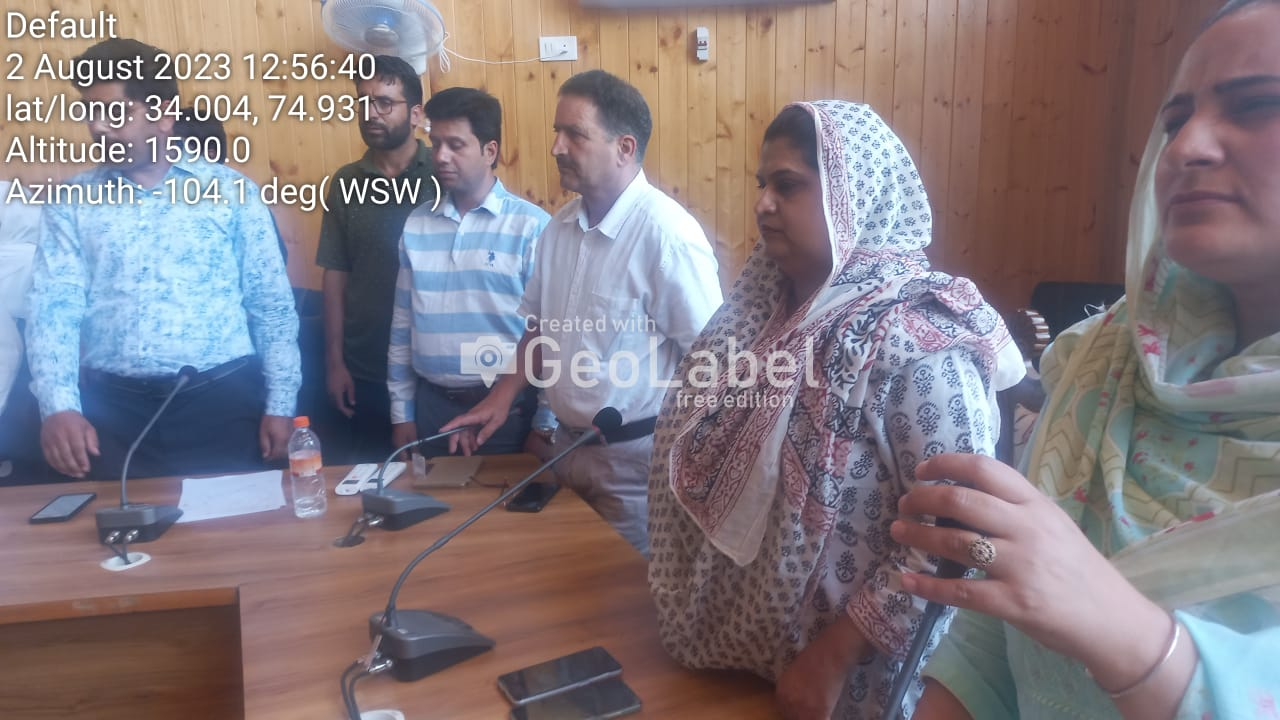 Default
2 August 2023 12:56:40
lat/long: 34.004, 74.931
Altitude: 1590.0
Azimuth: -104.1 deg( WSW )
Created with
GeoLabel
free edition